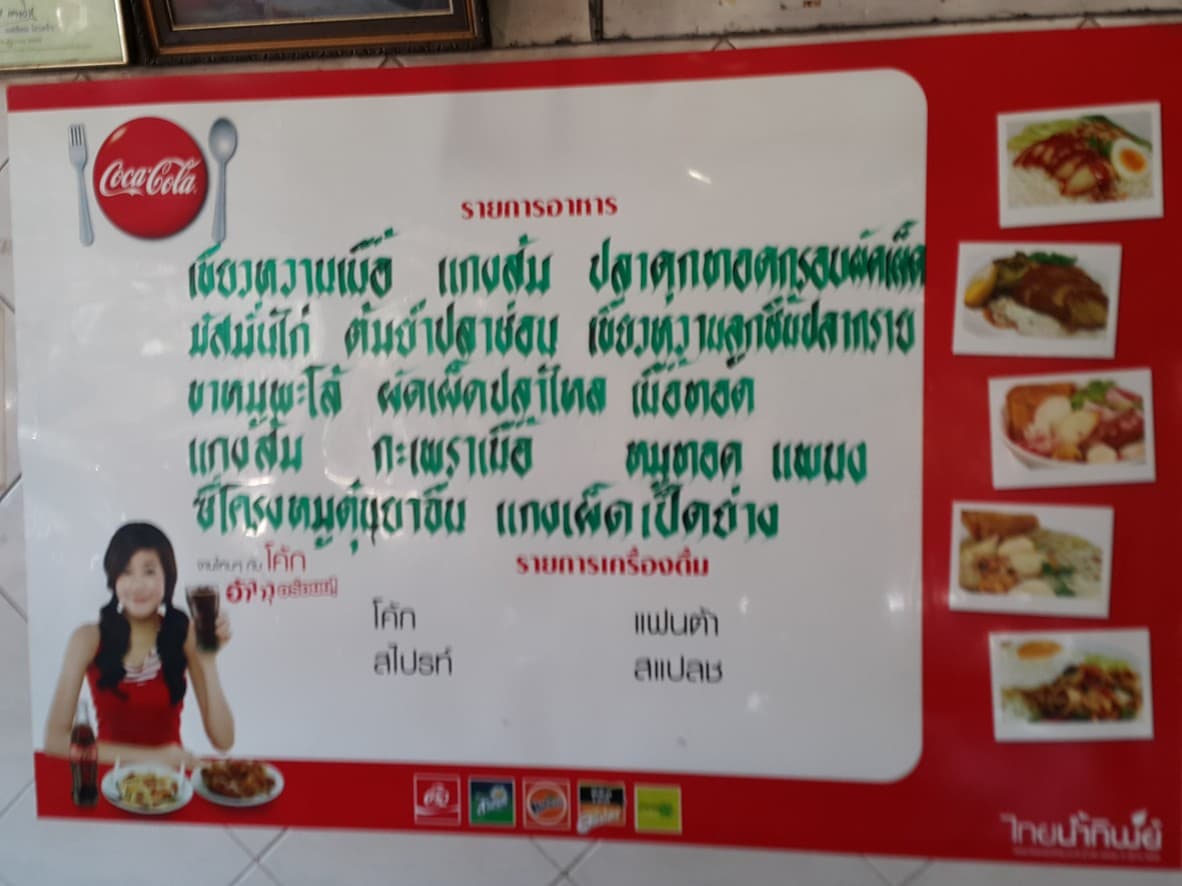 Coca-Cola
รายการอาหาร
เขียวหวานเนื้อ แกงส้ม ปลาดุกทอดกรอบผัดเผ็ด
มัสมั่นไก่ ต้มยำปลาช่อน เขียวหวานลูกชิ้นปลากราย
ขาหมูพะโล้ ผัดเผ็ดปลาไหล เนื้อทอด
แกงส้ม กะเพราเนื้อ หมูทอด แพนง
ซี่โครงหมูตุ๋นยาจีน แกงเผ็ดเป็ดย่าง
รายการเครื่องดื่ม
จานไหนๆ กับ โค้ก
โค้ก แฟนต้า
สไปรท์ สแปลช
ไทยน้ำทิพย์